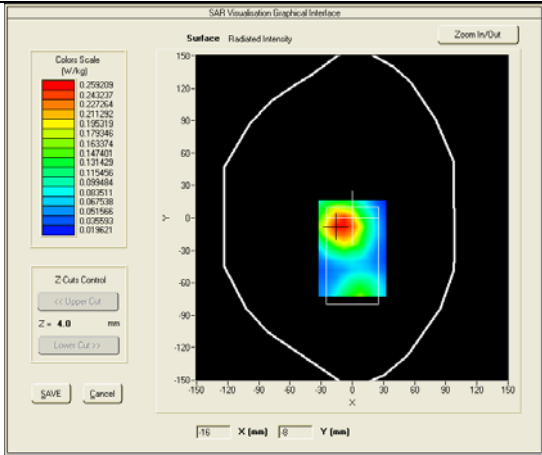 SAR Visualisation Graphical Interface
Surface Radiated Intensity
Zoom In/Out
Colors Scale
(W/kg)
0.259209
0.243237
0.227264
0.211292
0.195319
0.179346
0.163374
0.147401
0.131429
0.115456
0.099484
0.083511
0.067538
0.051566
0.035593
0.019621
Z-Cuts Control
<< Upper Cut
Z = 4.0 mm
Lower Cut >>
SAVE Cancel
150-
120-
90-
60-
30-
0-
-30-
-60-
-90-
-120-
-150-
Y
-150 -120 -90 -60 -30 0 30 60 90 120 150
X
-16 X (mm) -8 Y (mm)